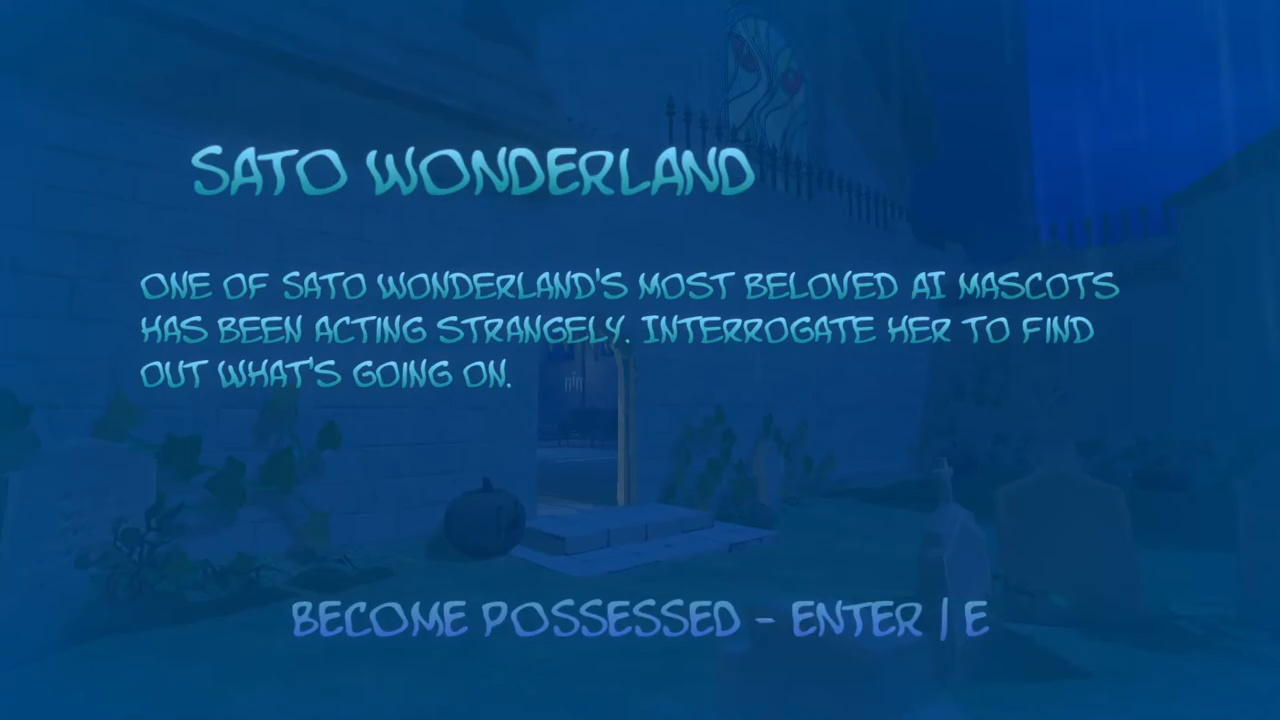 SATO WONDERLAND
ONE OF SATO WONDERLAND'S MOST BELOVED AI MASCOTS
HAS BEEN ACTING STRANGELY. INTERROGATE HER TO FIND
OUT WHAT'S GOING ON.
BECOME POSSESSED - ENTER | E